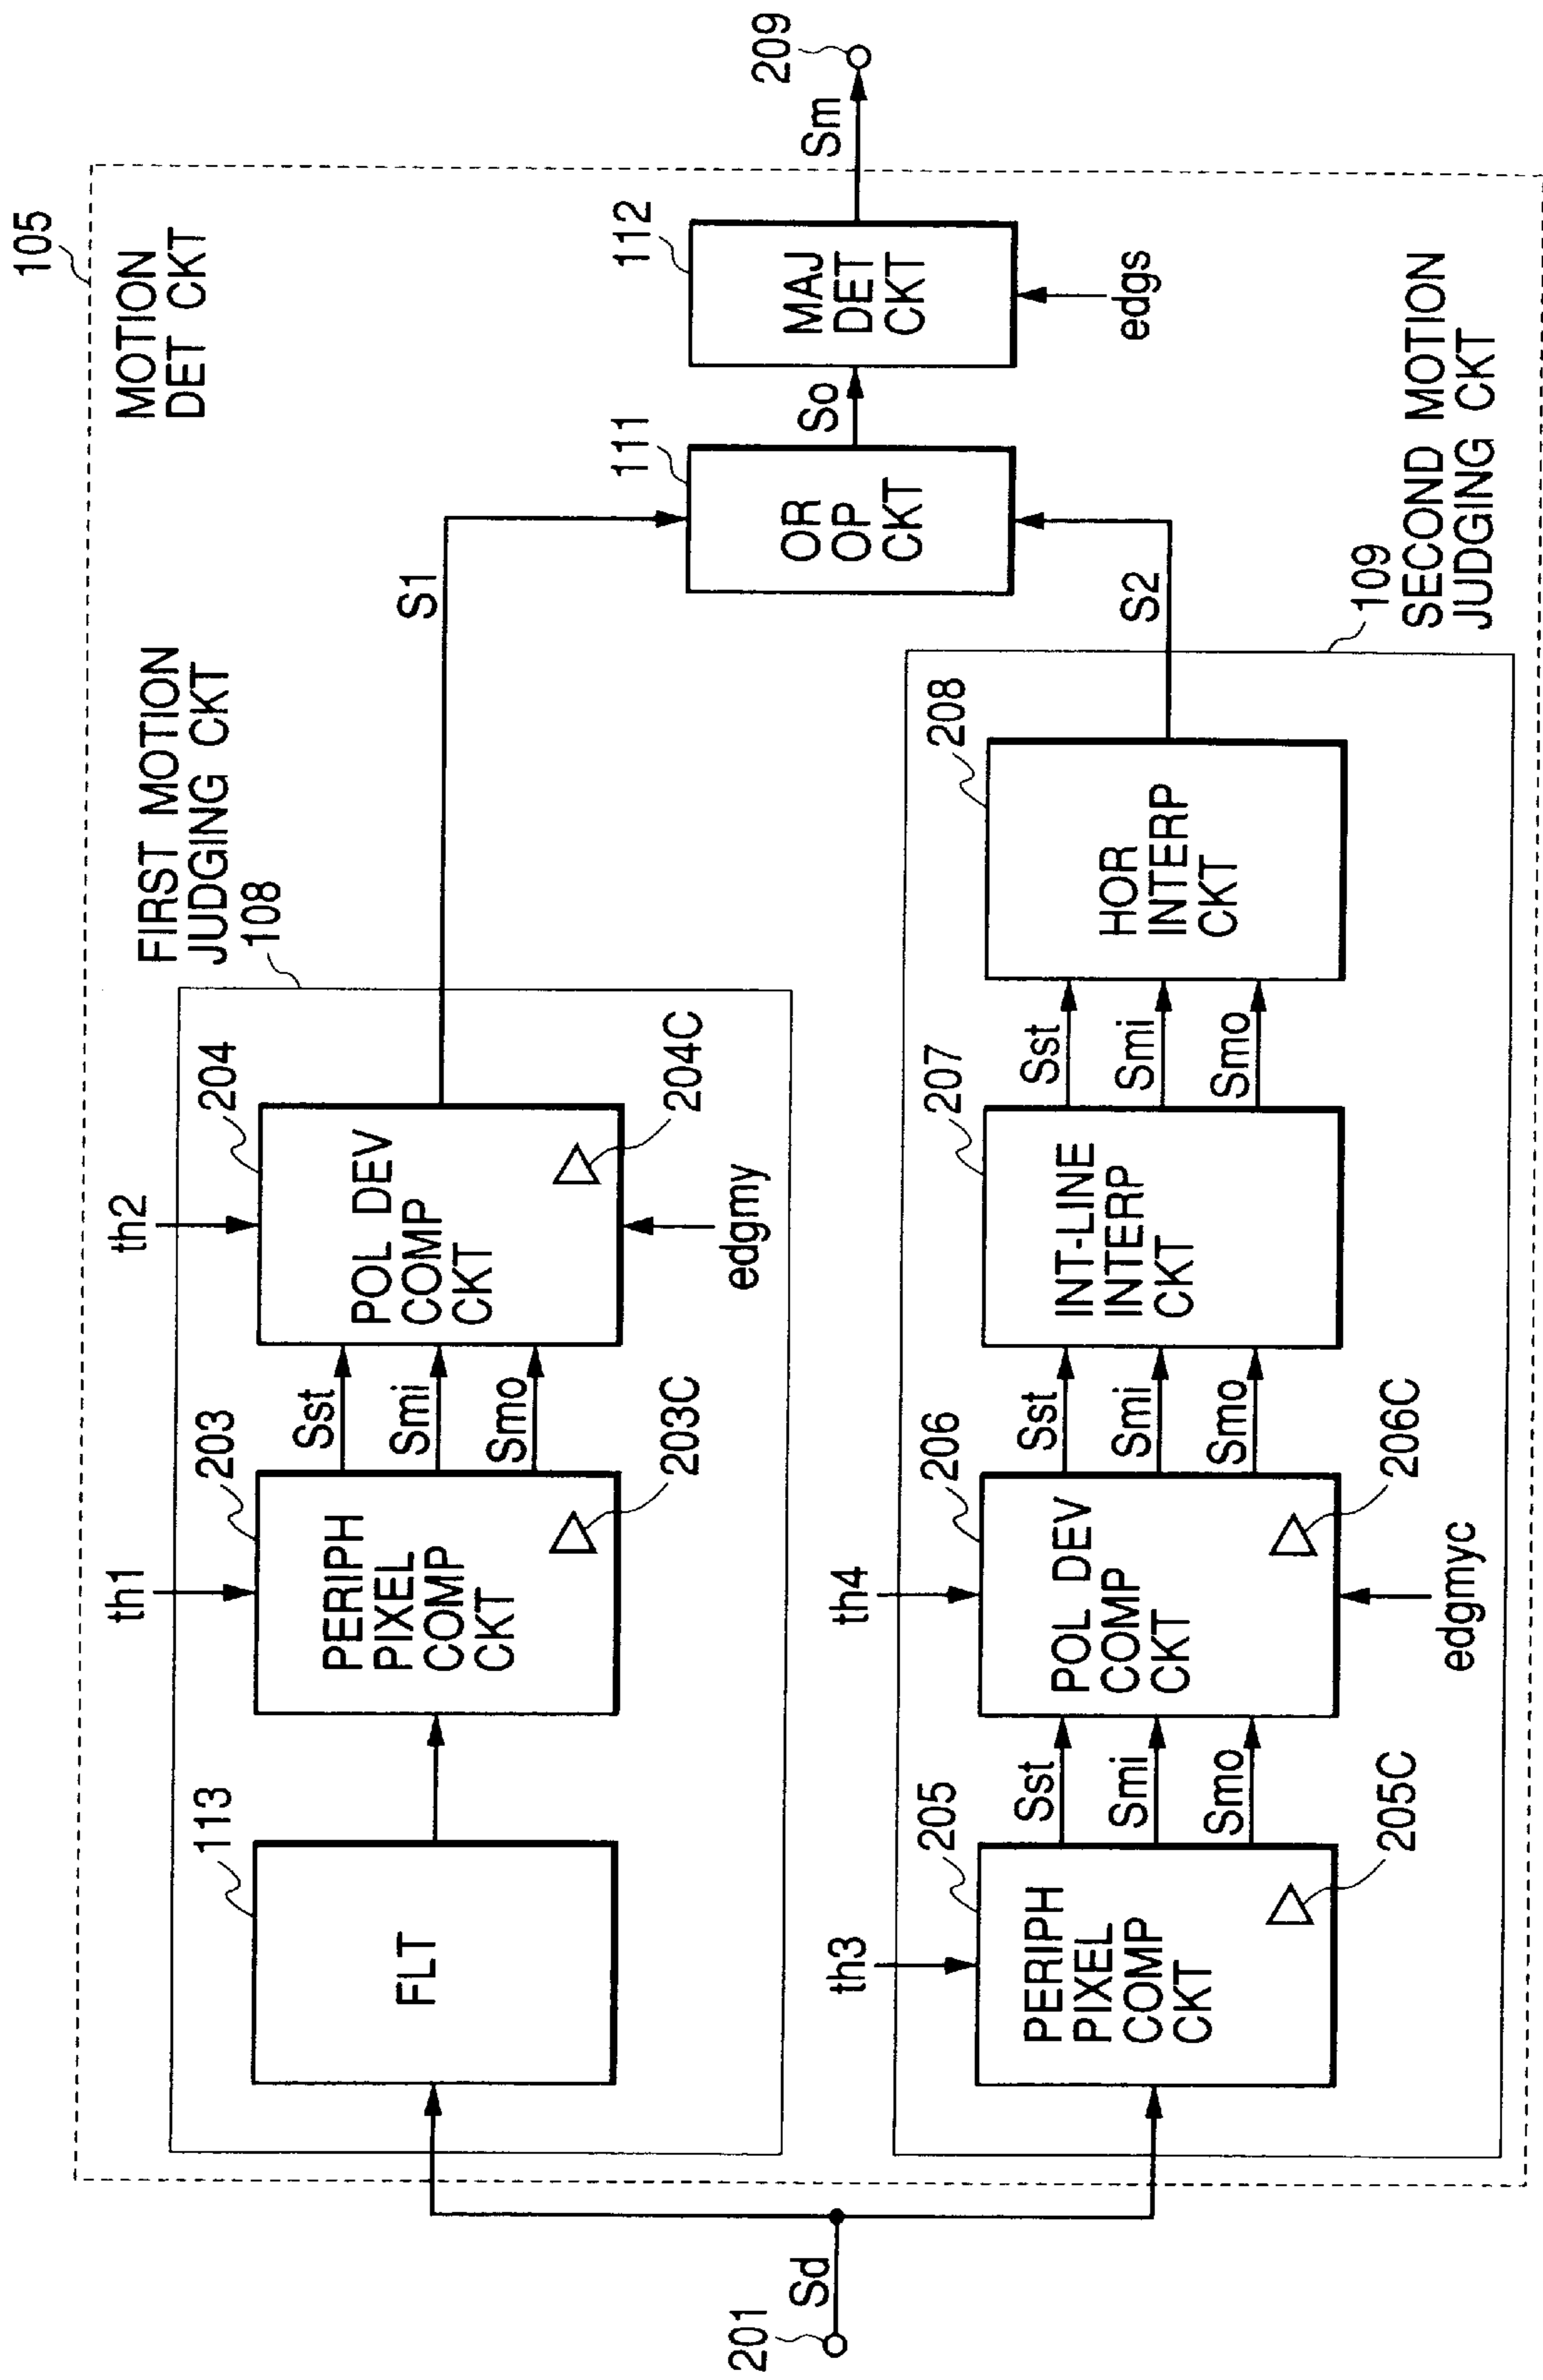 105
MOTION
DET CKT
FIRST MOTION
JUDGING CKT
108
113
FLT
th1
203
PERIPH
PIXEL
COMP
CKT
203C
Sst
Smi
Smo
th2
204
POL DEV
COMP
CKT
204C
edgmy
S1
201
Sd
111
OR
OP
CKT
So
112
MAJ
DET
CKT
edgs
Sm
209
th3
205
PERIPH
PIXEL
COMP
CKT
205C
Sst
Smi
Smo
th4
206
POL DEV
COMP
CKT
206C
edgmyc
Sst
Smi
Smo
207
INT-LINE
INTERP
CKT
Sst
Smi
Smo
208
HOR
INTERP
CKT
S2
109
SECOND MOTION
JUDGING CKT